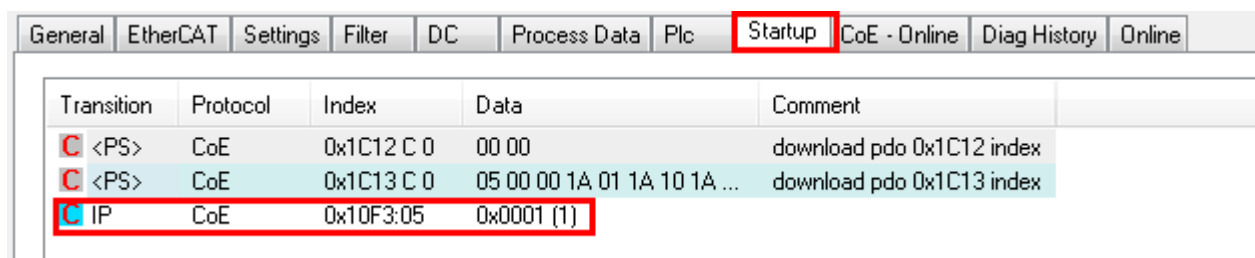 General EtherCAT Settings Filter DC Process Data Plc Startup CoE - Online Diag History Online
Transition Protocol Index Data Comment
C <PS> CoE 0x1C12 C 0 00 00 download pdo 0x1C12 index
C <PS> CoE 0x1C13 C 0 05 00 00 1A 01 1A 10 1A ... download pdo 0x1C13 index
C IP CoE 0x10F3:05 0x0001 (1)